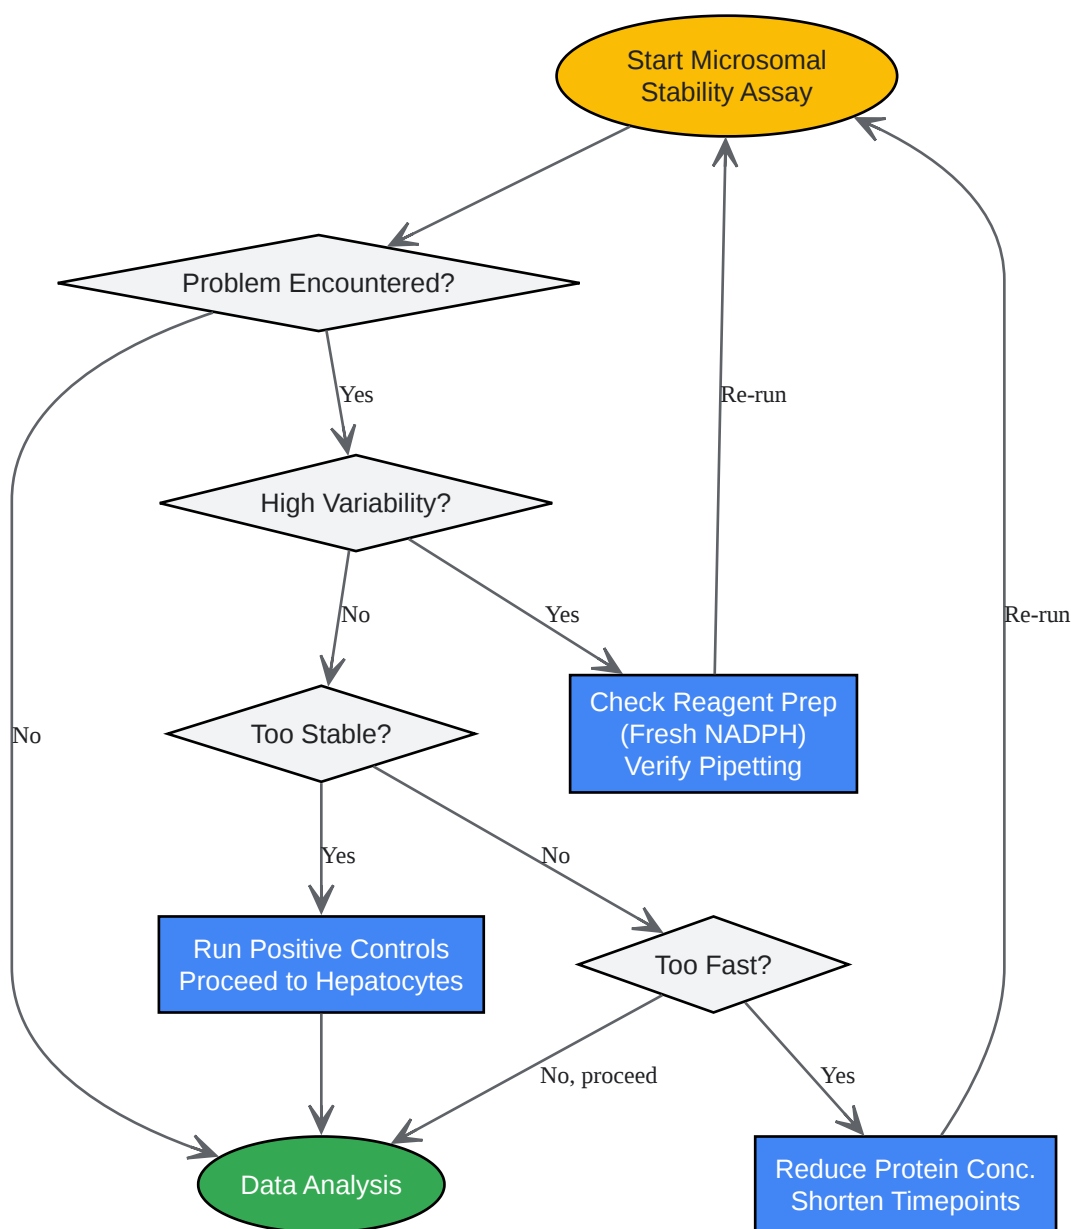 Start Microsomal
Stability Assay
Problem Encountered?
Yes
Re-run
High Variability?
No
Yes
Re-run
Check Reagent Prep
(Fresh NADPH)
Verify Pipetting
Too Stable?
No
Yes
No
Run Positive Controls
Proceed to Hepatocytes
Too Fast?
No, proceed
Yes
Data Analysis
Reduce Protein Conc.
Shorten Timepoints